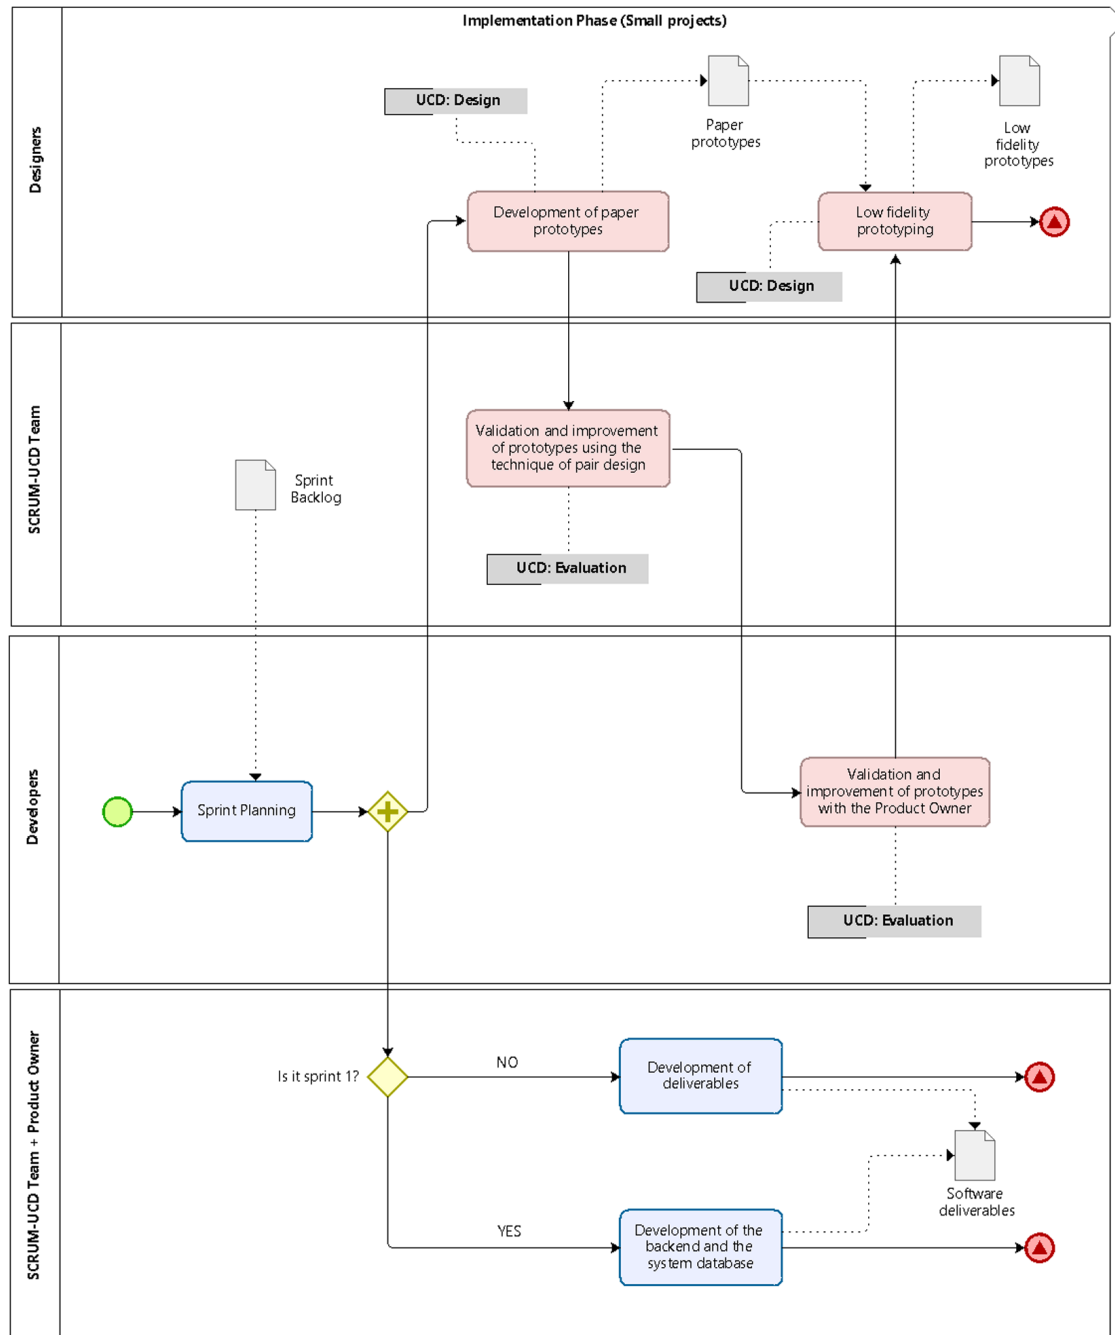 Implementation Phase (Small projects)
Designers
UCD: Design
Paper
prototypes
Low
fidelity
prototypes
Development of paper
prototypes
Low fidelity
prototyping
UCD: Design
SCRUM-UCD Team
Validation and improvement
of prototypes using the
technique of pair design
Sprint
Backlog
UCD: Evaluation
Developers
Sprint Planning
Validation and
improvement of prototypes
with the Product Owner
UCD: Evaluation
SCRUM-UCD Team + Product Owner
Is it sprint 1?
NO
Development of
deliverables
Software
deliverables
YES
Development of the
backend and the
system database